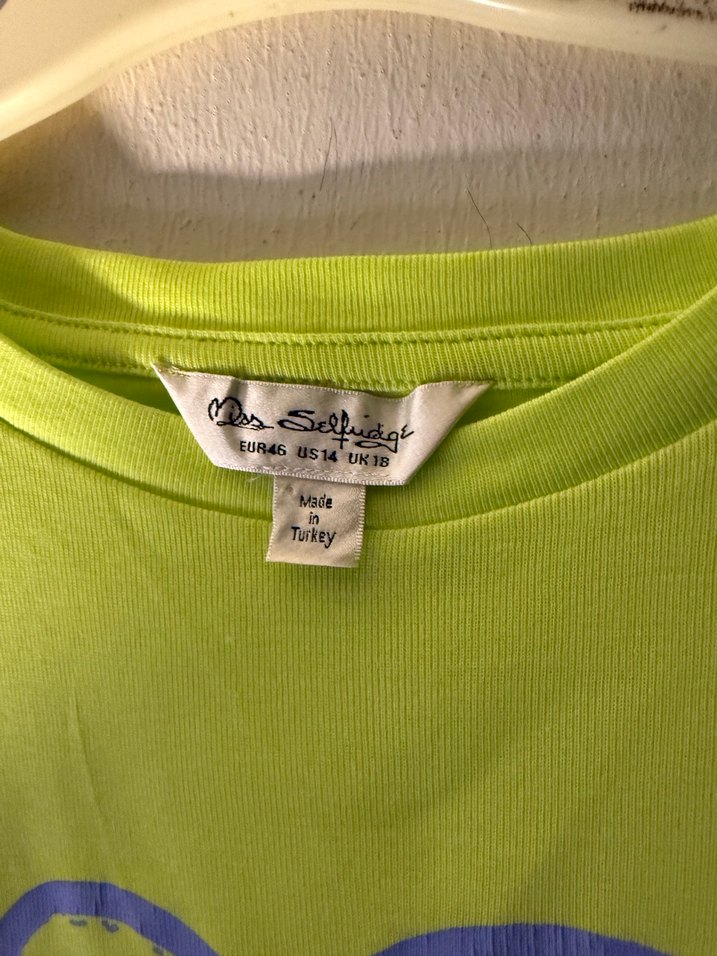 Miss Selfridge
EUR46 US14 UK18
Made
in
Turkey